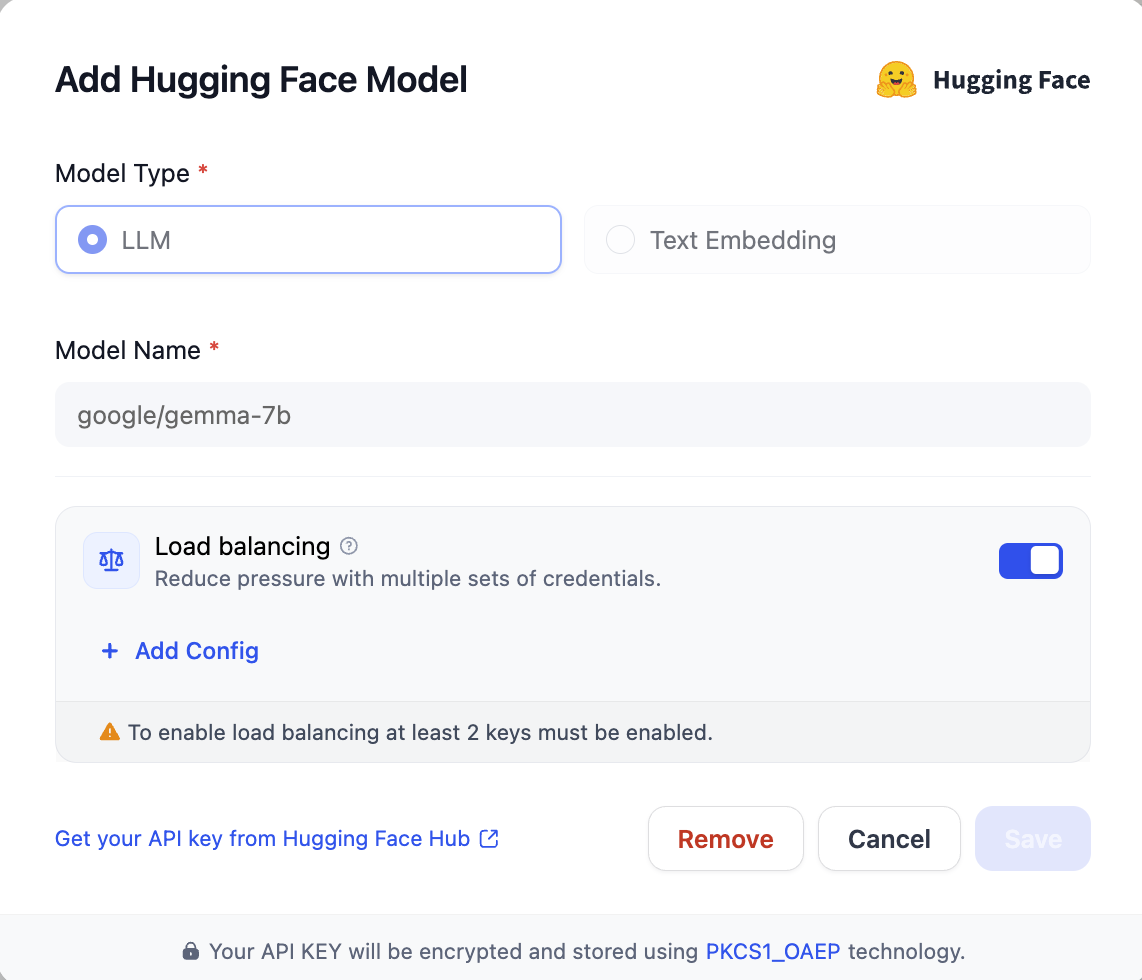 Add Hugging Face Model
Hugging Face
Model Type *
LLM
Text Embedding
Model Name *
google/gemma-7b
Load balancing ?
Reduce pressure with multiple sets of credentials.
+ Add Config
To enable load balancing at least 2 keys must be enabled.
Get your API key from Hugging Face Hub
Remove
Cancel
Save
Your API KEY will be encrypted and stored using PKCS1_OAEP technology.